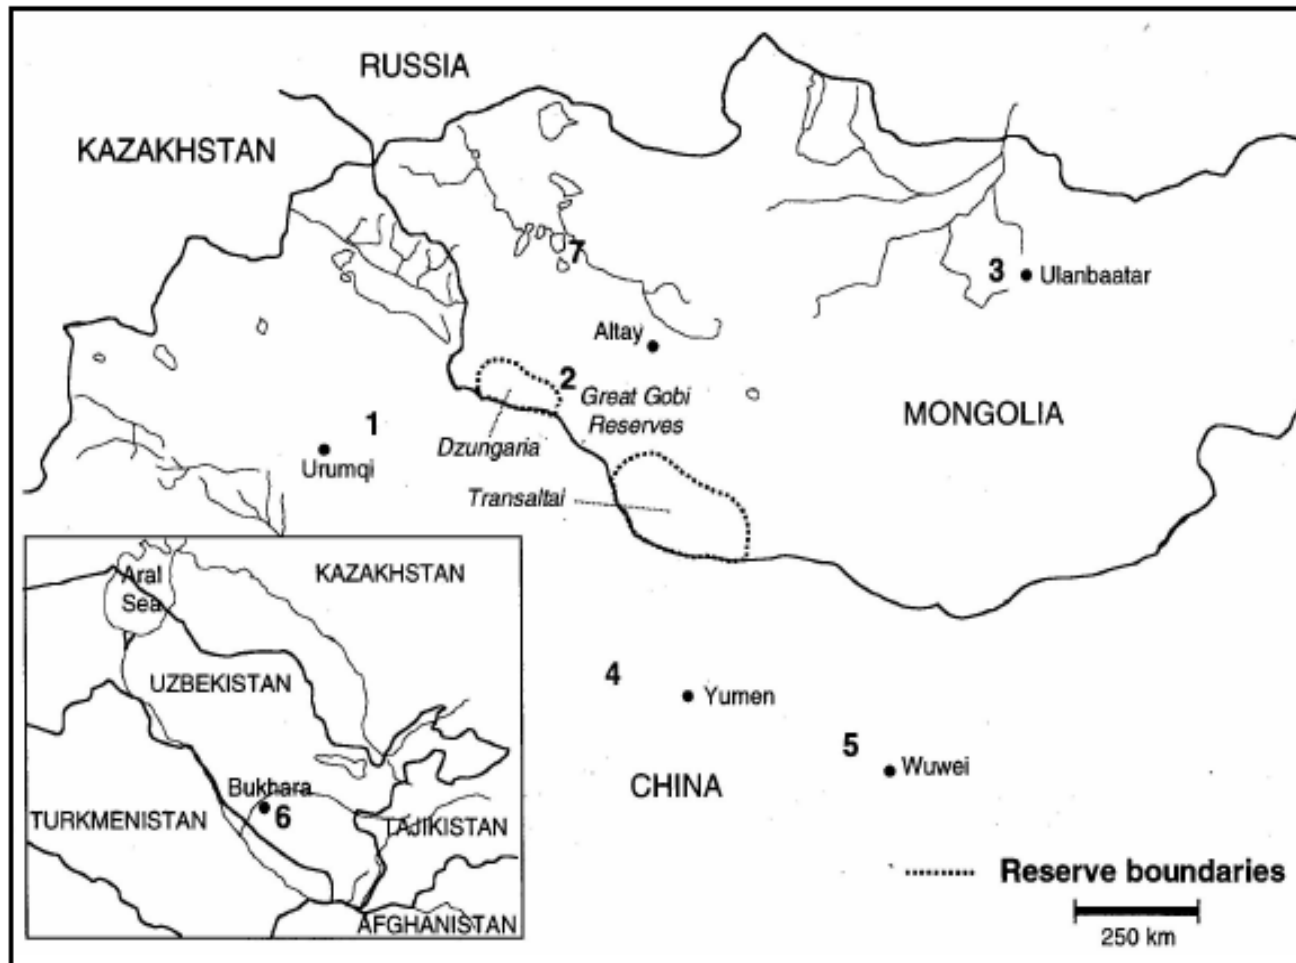 RUSSIA
KAZAKHSTAN
7
3 Ulanbaatar
Altay
2 Great Gobi
Reserves
MONGOLIA
1
Dzungaria
Urumqi
Transaltai
Aral
Sea
KAZAKHSTAN
UZBEKISTAN
Bukhara
6
TURKMENISTAN
TAJIKISTAN
AFGHANISTAN
4
Yumen
5
Wuwei
CHINA
Reserve boundaries
250 km